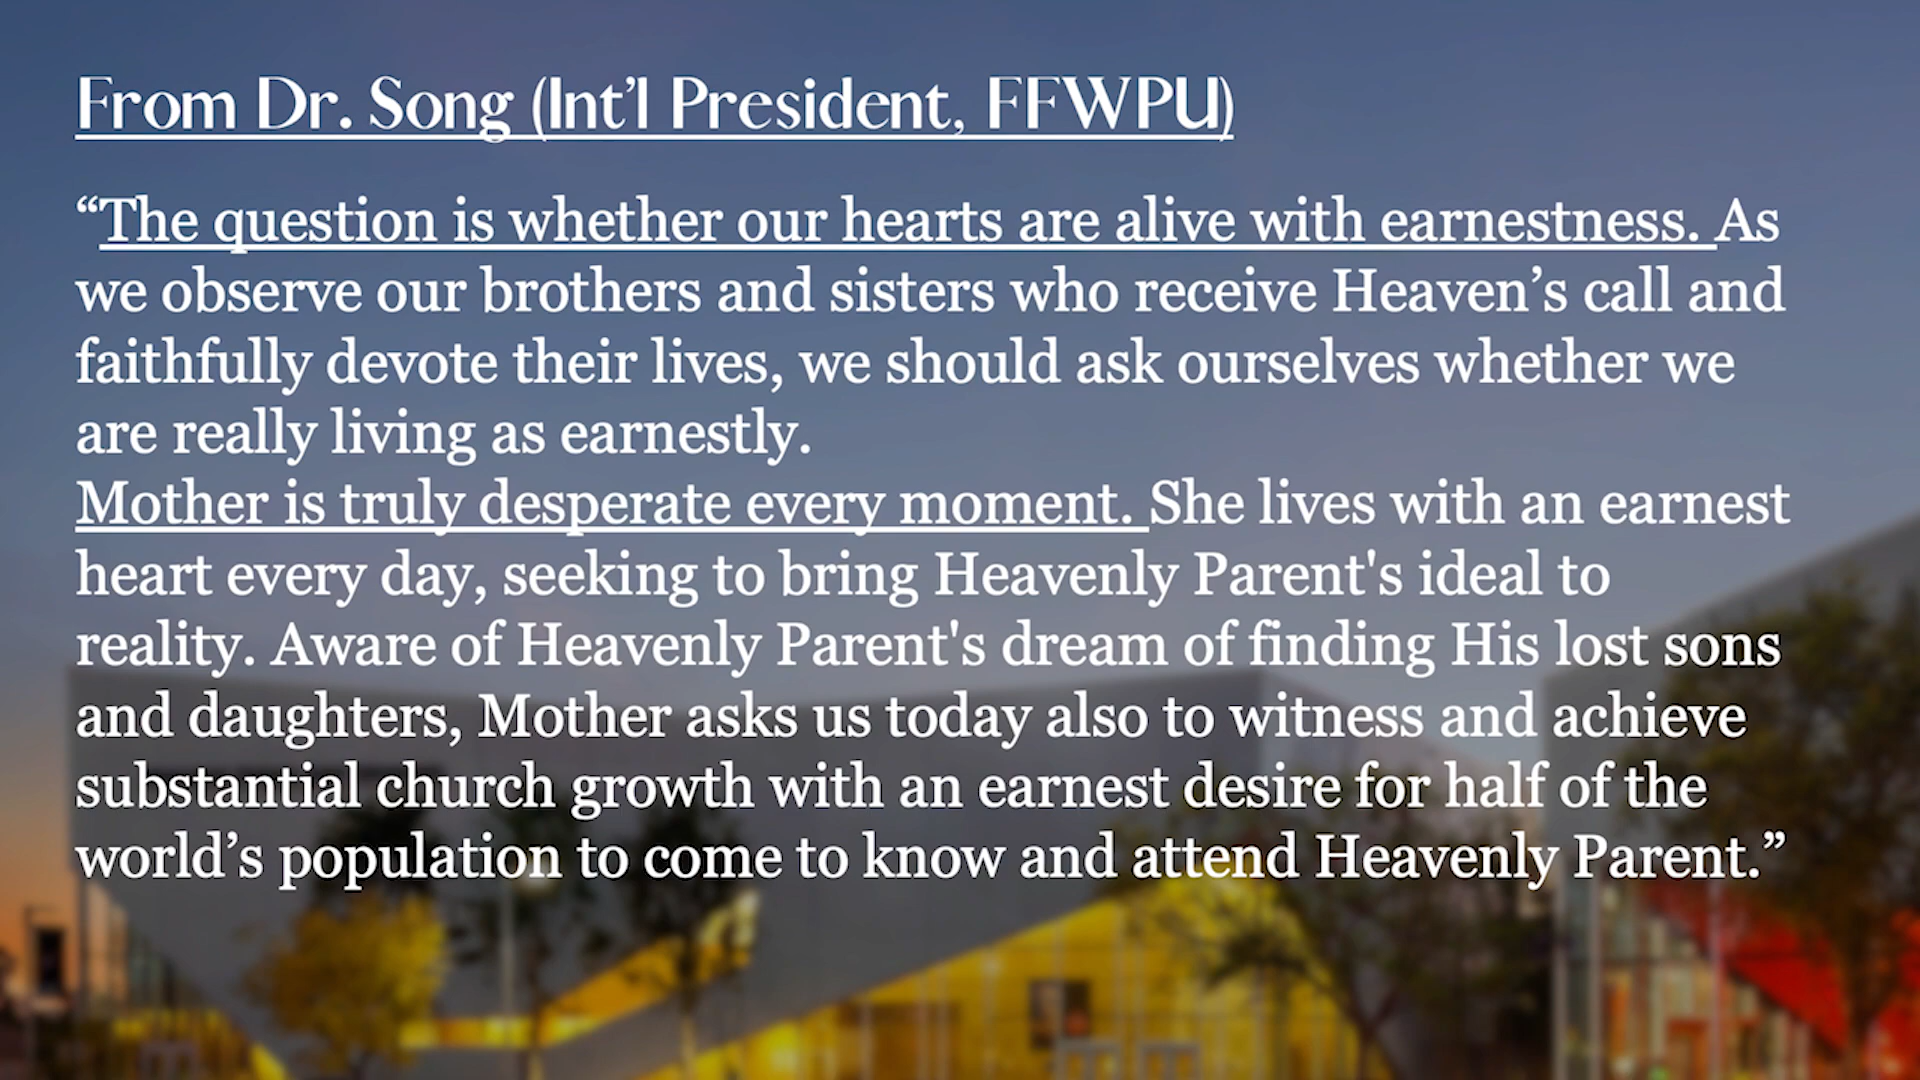 From Dr. Song (Int’l President, FFWPU)
“The question is whether our hearts are alive with earnestness. As
we observe our brothers and sisters who receive Heaven’s call and
faithfully devote their lives, we should ask ourselves whether we
are really living as earnestly.
Mother is truly desperate every moment. She lives with an earnest
heart every day, seeking to bring Heavenly Parent's ideal to
reality. Aware of Heavenly Parent's dream of finding His lost sons
and daughters, Mother asks us today also to witness and achieve
substantial church growth with an earnest desire for half of the
world’s population to come to know and attend Heavenly Parent.”